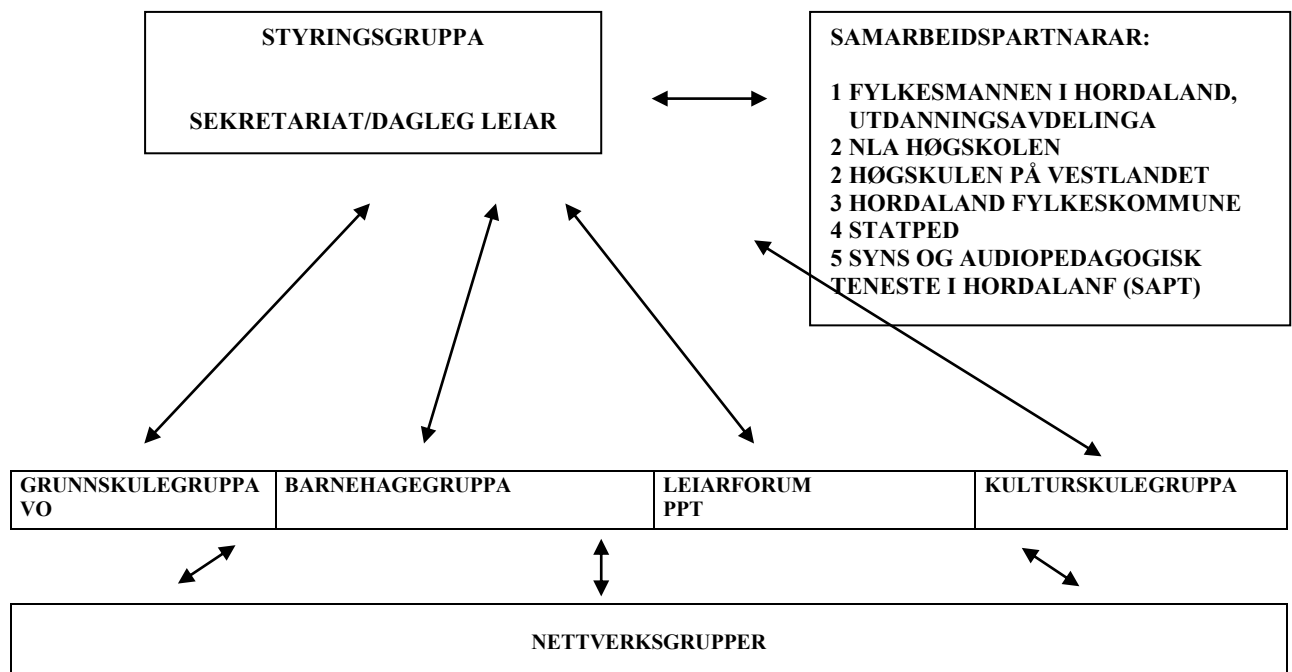 STYRINGSGRUPPA
SEKRETARIAT/DAGLEG LEIAR
SAMARBEIDSPARTNARAR:
1 FYLKESMANNEN I HORDALAND,
UTDANNINGSAVDELINGA
2 NLA HØGSKOLEN
2 HØGSKULEN PÅ VESTLANDET
3 HORDALAND FYLKESKOMMUNE
4 STATPED
5 SYNS OG AUDIOPEDAGOGISK
TENESTE I HORDALANF (SAPT)
GRUNNSKULEGRUPPA
VO
BARNEHAGEGRUPPA
LEIARFORUM
PPT
KULTURSKULEGRUPPA
NETTVERKSGRUPPER